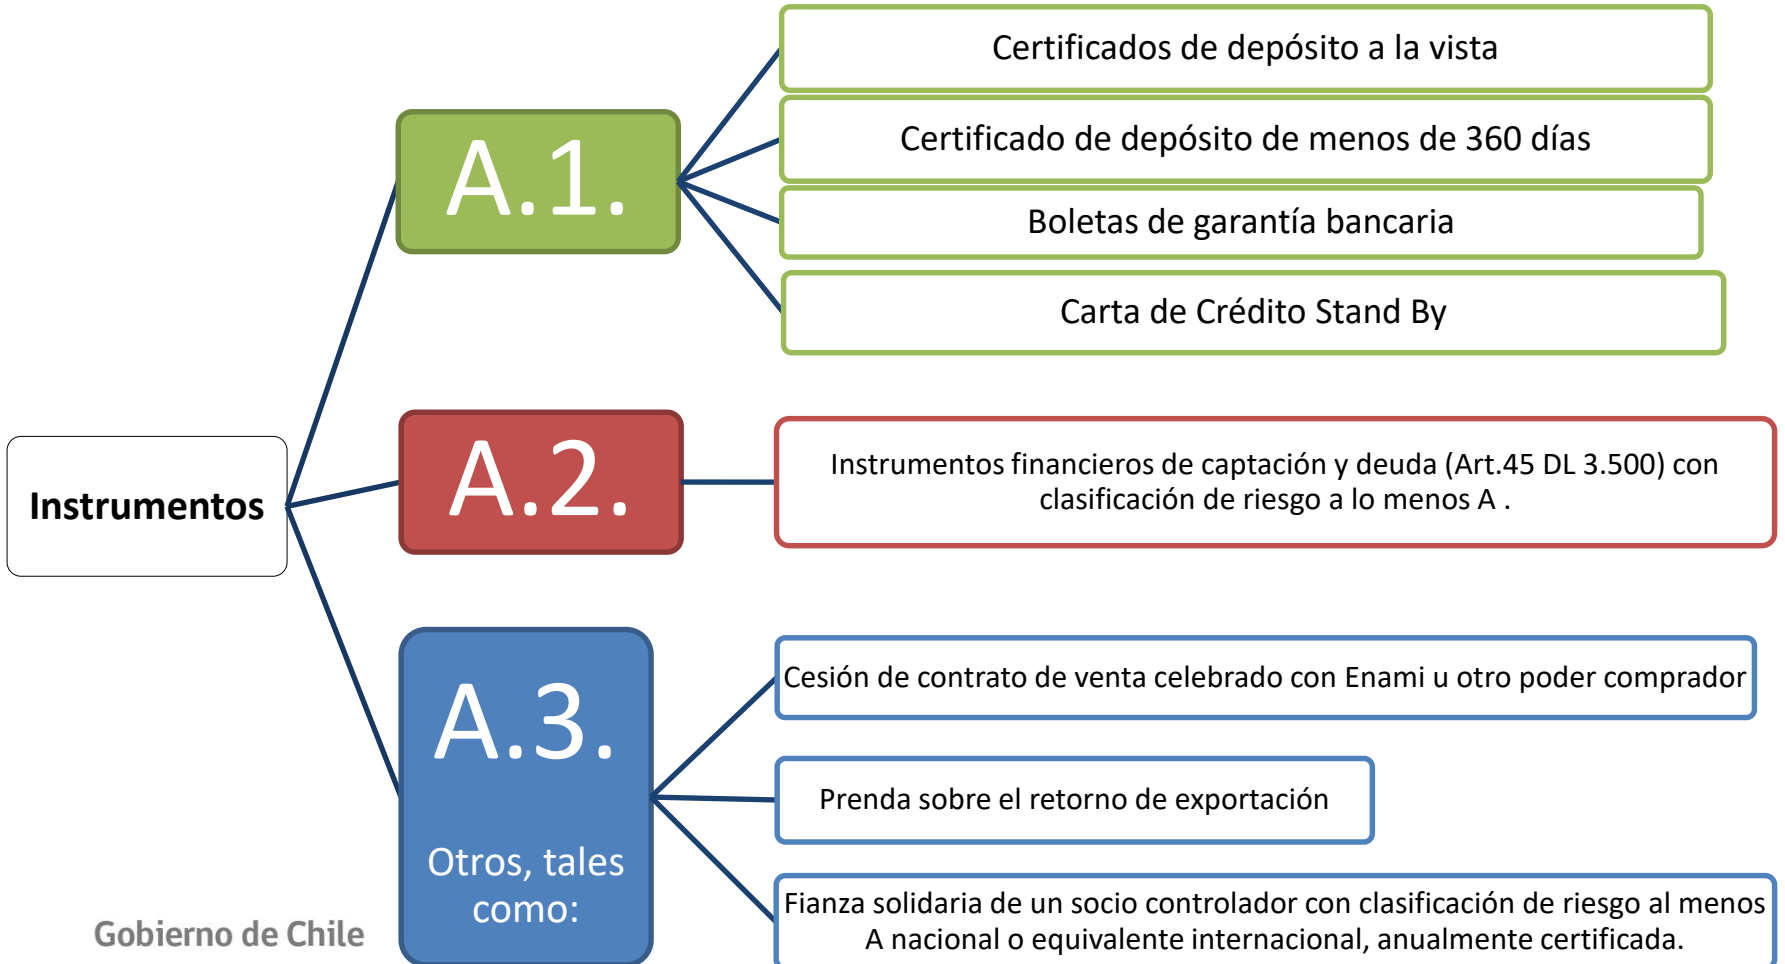 Instrumentos
A.1.
Certificados de depósito a la vista
Certificado de depósito de menos de 360 días
Boletas de garantía bancaria
Carta de Crédito Stand By
A.2.
Instrumentos financieros de captación y deuda (Art.45 DL 3.500) con
clasificación de riesgo a lo menos A .
A.3.
Otros, tales
como:
Cesión de contrato de venta celebrado con Enami u otro poder comprador
Prenda sobre el retorno de exportación
Fianza solidaria de un socio controlador con clasificación de riesgo al menos
A nacional o equivalente internacional, anualmente certificada.
Gobierno de Chile